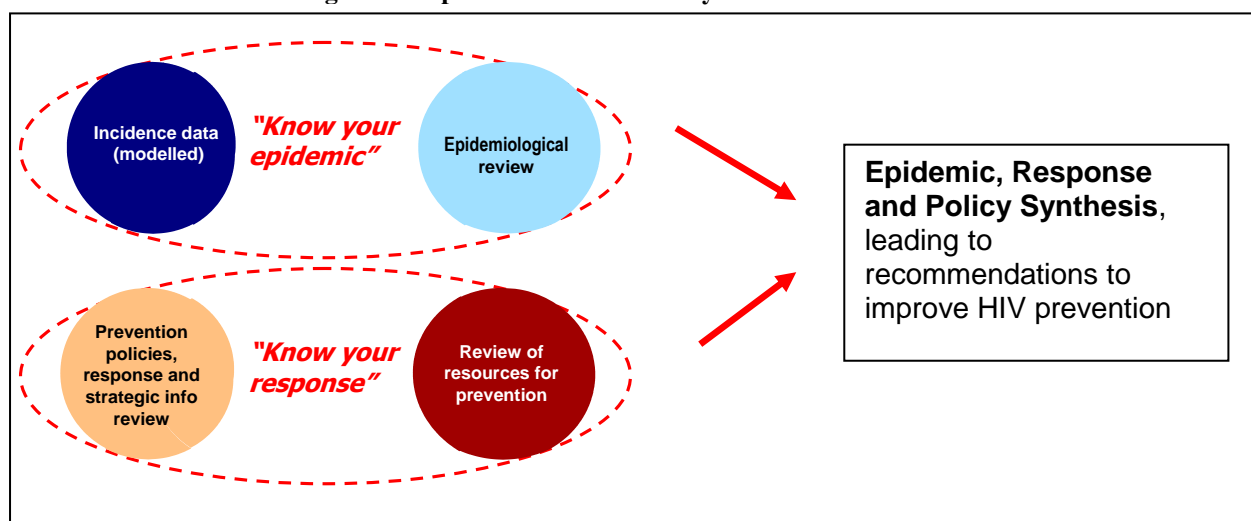 Incidence data
(modelled)
“Know your
epidemic”
Epidemiological
review
Prevention
policies,
response and
strategic info
review
“Know your
response”
Review of
resources for
prevention
Epidemic, Response
and Policy Synthesis,
leading to
recommendations to
improve HIV prevention